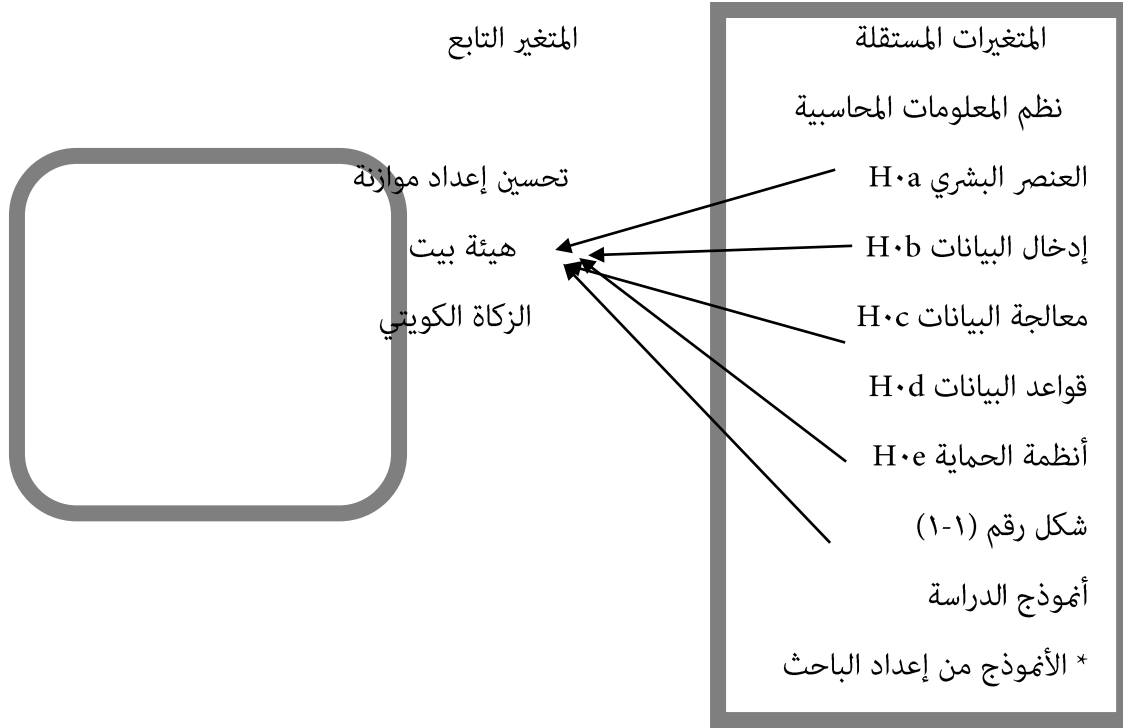 المتغيرات المستقلة
نظم المعلومات المحاسبية
العنصر البشري H٠a
إدخال البيانات H٠b
معالجة البيانات H٠c
قواعد البيانات H٠d
أنظمة الحماية H٠e
شكل رقم (١-١)
أنموذج الدراسة
* الأنموذج من إعداد الباحث
المتغير التابع
تحسين إعداد موازنة
هيئة بيت
الزكاة الكويتي